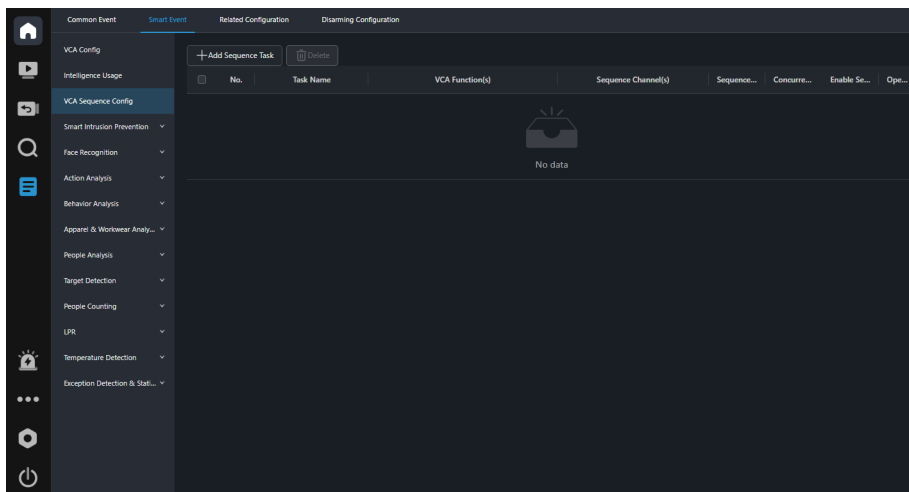 Common Event Smart Event Related Configuration Disarming Configuration
VCA Config
Intelligence Usage
VCA Sequence Config
Smart Intrusion Prevention
Face Recognition
Action Analysis
Behavior Analysis
Apparel & Workwear Analy...
People Analysis
Target Detection
People Counting
LPR
Temperature Detection
Exception Detection & Stati...
Add Sequence Task Delete
No. Task Name VCA Function(s) Sequence Channel(s) Sequence... Concurre... Enable Se... Ope...
No data